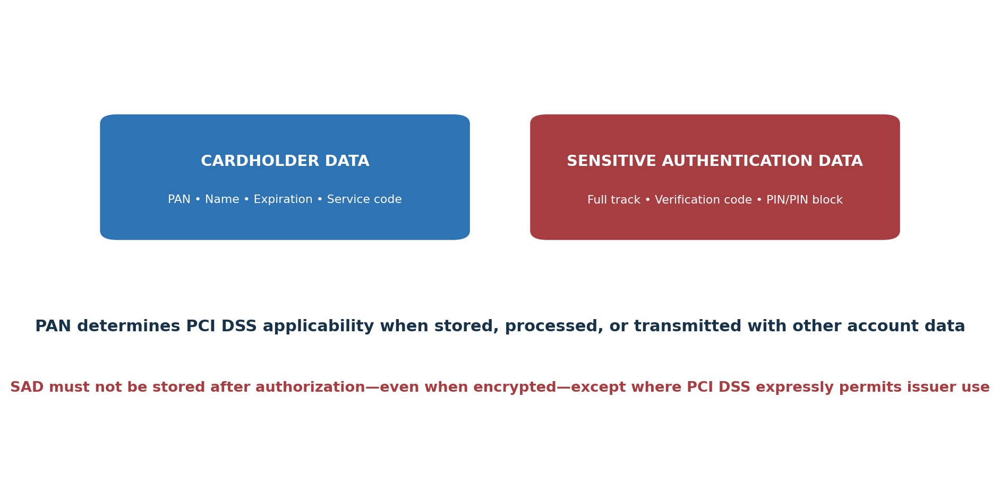 CARDHOLDER DATA
PAN • Name • Expiration • Service code
SENSITIVE AUTHENTICATION DATA
Full track • Verification code • PIN/PIN block
PAN determines PCI DSS applicability when stored, processed, or transmitted with other account data
SAD must not be stored after authorization—even when encrypted—except where PCI DSS expressly permits issuer use